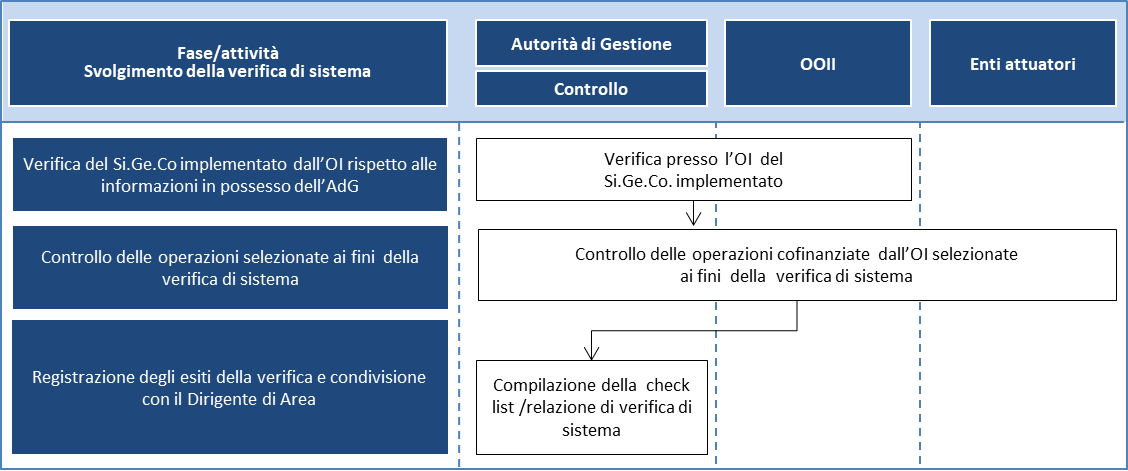 Fase/attività
Svolgimento della verifica di sistema
Autorità di Gestione
Controllo
OOII
Enti attuatori
Verifica del Si.Ge.Co implementato dall'OI rispetto alle
informazioni in possesso dell'AdG
Verifica presso l'OI del
Si.Ge.Co. implementato
Controllo delle operazioni selezionate ai fini della
verifica di sistema
Controllo delle operazioni cofinanziate dall'OI selezionate
ai fini della verifica di sistema
Registrazione degli esiti della verifica e condivisione
con il Dirigente di Area
Compilazione della check
list /relazione di verifica di
sistema